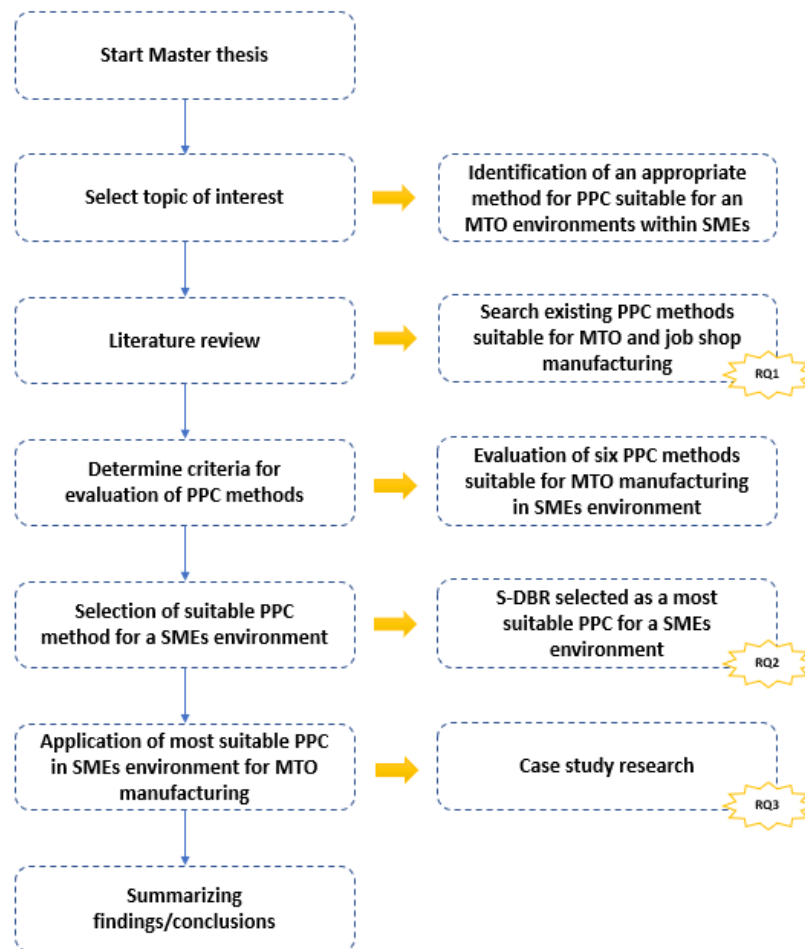 Start Master thesis
Select topic of interest
Identification of an appropriate
method for PPC suitable for an
MTO environments within SMEs
Literature review
Search existing PPC methods
suitable for MTO and job shop
manufacturing
RQ1
Determine criteria for
evaluation of PPC methods
Evaluation of six PPC methods
suitable for MTO manufacturing
in SMEs environment
Selection of suitable PPC
method for a SMEs environment
S-DBR selected as a most
suitable PPC for a SMEs
environment
RQ2
Application of most suitable PPC
in SMEs environment for MTO
manufacturing
Case study research
RQ3
Summarizing
findings/conclusions